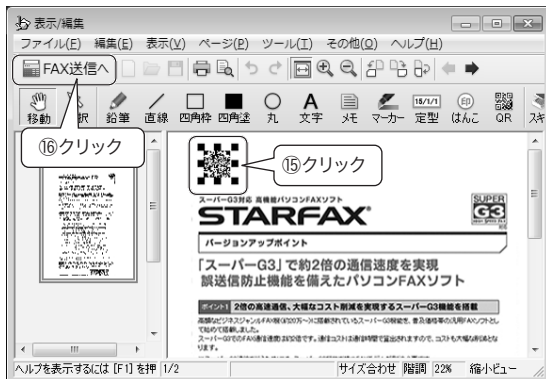 表示/編集
ファイル(F) 編集(E) 表示(V) ページ(P) ツール(T) その他(O) ヘルプ(H)
FAX送信へ
移動 鉛筆 直線 四角枠 四角塗 丸 文字 メモ マーカー 定型 はんこ QR
⑯クリック
⑮クリック
スーパーG3対応 高機能パソコンFAXソフト
STARFAX
SUPER G3
バージョンアップポイント
「スーパーG3」で約2倍の通信速度を実現
誤送信防止機能を備えたパソコンFAXソフト
ポイント1 2倍の高速通信、大幅なコスト削減を実現するスーパーG3機能を搭載
ヘルプを表示するには [F1] を押 1/2 サイズ合わせ 階調 22% 縮小ビュー